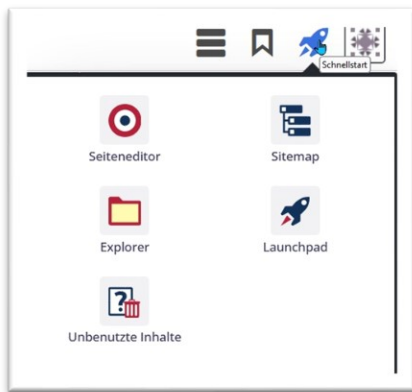 Schnellstart
Seiteneditor
Sitemap
Explorer
Launchpad
?
Unbenutzte Inhalte